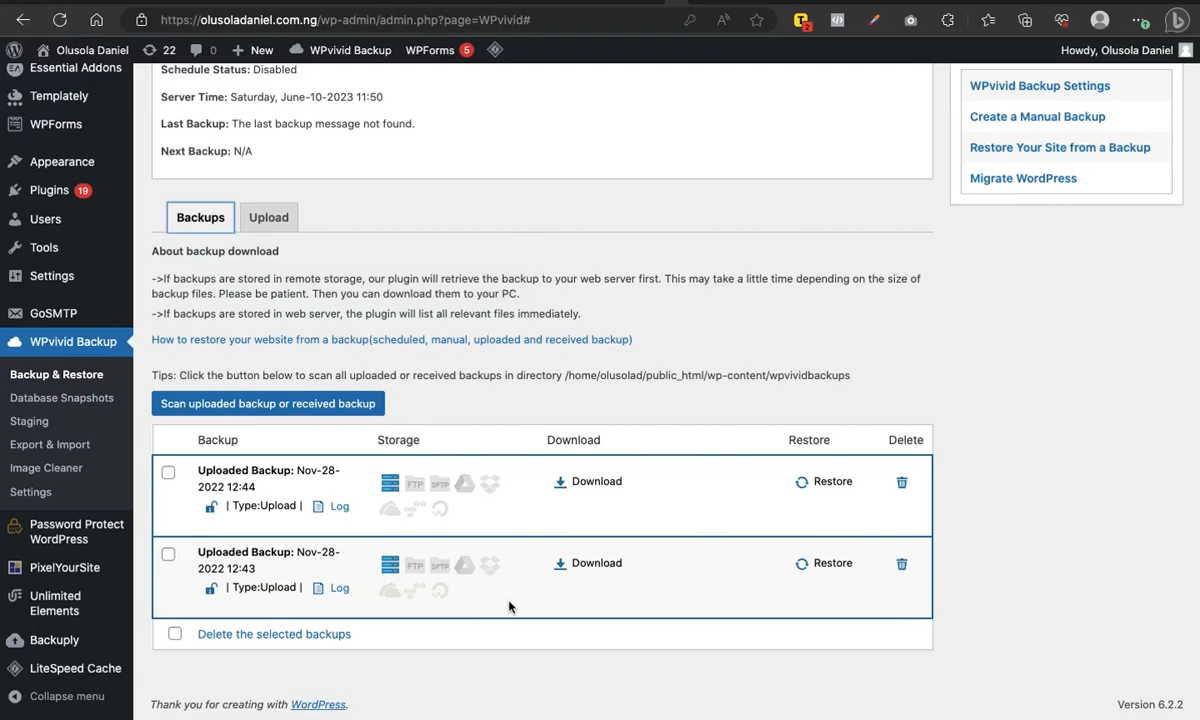 https://olusoladaniel.com.ng/wp-admin/admin.php?page=WPvivid#
2
Olusola Daniel
22
0
New
WPvivid Backup
WPForms 5
Howdy, Olusola Daniel
Essential Addons
Templately
WPForms
Appearance
Plugins 19
Users
Tools
Settings
GoSMTP
WPvivid Backup
Backup & Restore
Database Snapshots
Staging
Export & Import
Image Cleaner
Settings
Password Protect
WordPress
PixelYourSite
Unlimited
Elements
Backuply
LiteSpeed Cache
Collapse menu
Schedule Status: Disabled
Server Time: Saturday, June-10-2023 11:50
Last Backup: The last backup message not found.
Next Backup: N/A
WPvivid Backup Settings
Create a Manual Backup
Restore Your Site from a Backup
Migrate WordPress
Backups
Upload
About backup download
->If backups are stored in remote storage, our plugin will retrieve the backup to your web server first. This may take a little time depending on the size of
backup files. Please be patient. Then you can download them to your PC.
->If backups are stored in web server, the plugin will list all relevant files immediately.
How to restore your website from a backup(scheduled, manual, uploaded and received backup)
Tips: Click the button below to scan all uploaded or received backups in directory /home/olusolad/public_html/wp-content/wpvividbackups
Scan uploaded backup or received backup
Backup Storage Download Restore Delete
Uploaded Backup: Nov-28-
2022 12:44
| Type:Upload | Log
FTP SFTP
Download
Restore
Uploaded Backup: Nov-28-
2022 12:43
| Type:Upload | Log
FTP SFTP
Download
Restore
Delete the selected backups
Thank you for creating with WordPress.
Version 6.2.2